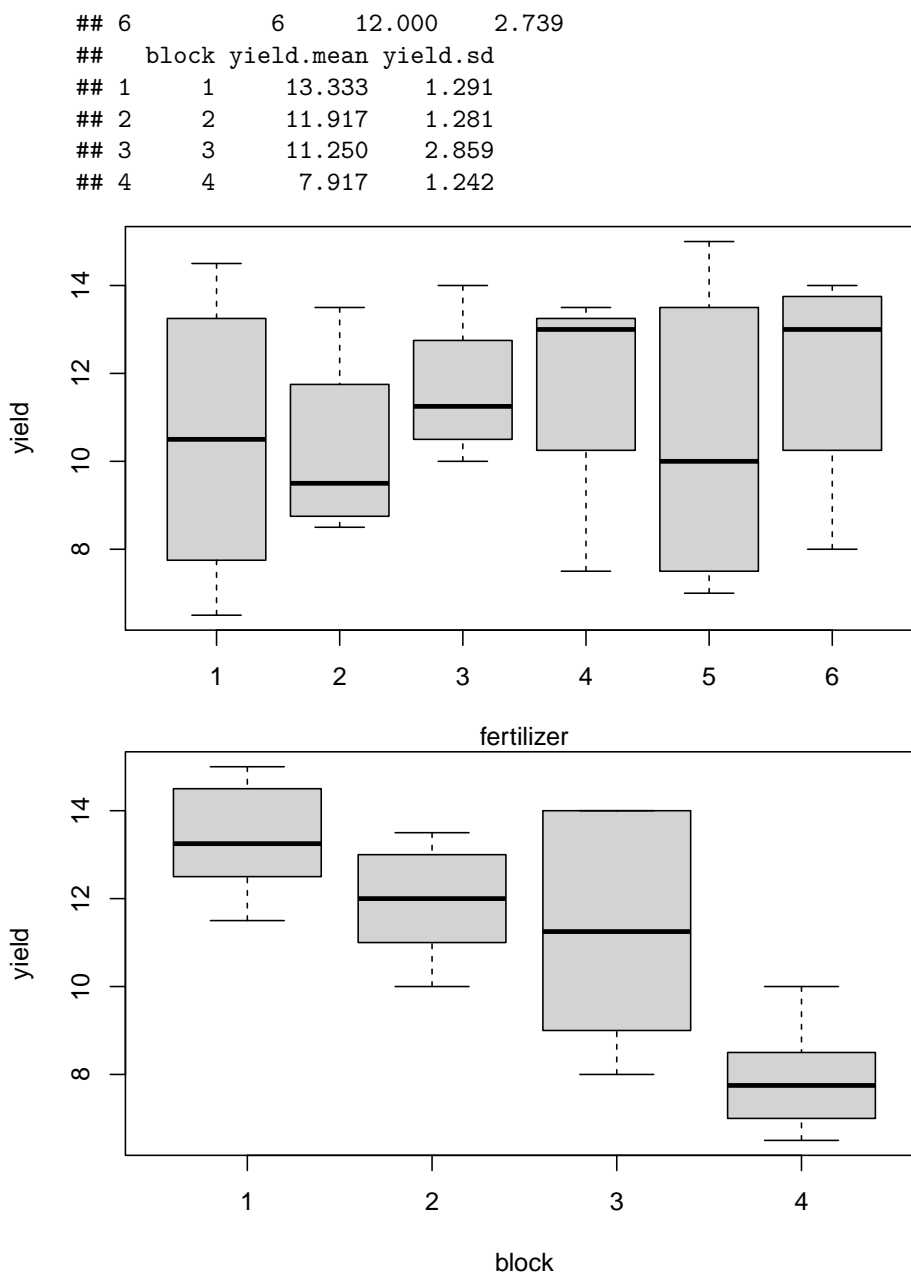 ## 6           6     12.000    2.739
##   block yield.mean yield.sd
## 1     1     13.333    1.291
## 2     2     11.917    1.281
## 3     3     11.250    2.859
## 4     4      7.917    1.242
14
12
10
8
yield
1 2 3 4 5 6
fertilizer
14
12
10
8
yield
1 2 3 4
block